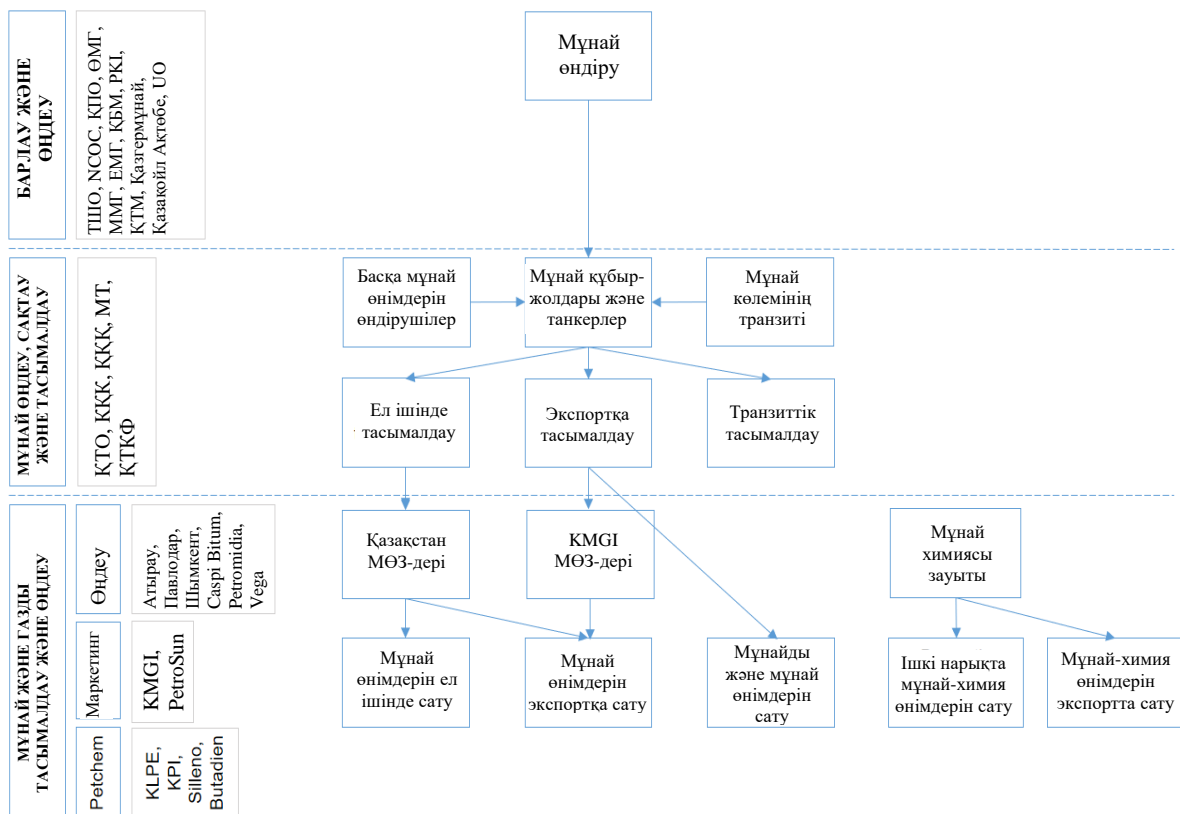 БАРЛАУ ЖӘНЕ
ӨҢДЕУ
ТШО, NCOC, ҚПО, ӨМГ,
ММГ, ЕМГ, ҚБМ, PKI,
ҚТМ, Қазгермұнай,
Қазақойл Ақтөбе, UO
Мұнай
өндіру
МҰНАЙ ӨҢДЕУ, САҚТАУ
ЖӘНЕ ТАСЫМАЛДАУ
ҚТО, КҚК, ҚҚҚ, МТ,
ҚТКФ
Басқа мұнай
өнімдерін
өндірушілер
Мұнай құбыр-
жолдары және
танкерлер
Мұнай
көлемінің
транзиті
Ел ішінде
тасымалдау
Экспортқа
тасымалдау
Транзиттік
тасымалдау
МҰНАЙ ЖӘНЕ ГАЗДЫ
ТАСЫМАЛДАУ ЖӘНЕ ӨҢДЕУ
Өңдеу
Атырау,
Павлодар,
Шымкент,
Caspi Bitum,
Petromidia,
Vega
Қазақстан
МӨЗ-дері
KMGI
МӨЗ-дері
Мұнай
химиясы
зауыты
Маркетинг
KMGI,
PetroSun
Мұнай
өнімдерін ел
ішінде сату
Мұнай
өнімдерін
экспортқа сату
Мұнайды
және мұнай
өнімдерін
сату
Ішкі нарықта
мұнай-химия
өнімдерін сату
Мұнай-химия
өнімдерін
экспортта сату
Petchem
KLPE,
KPI,
Silleno,
Butadien